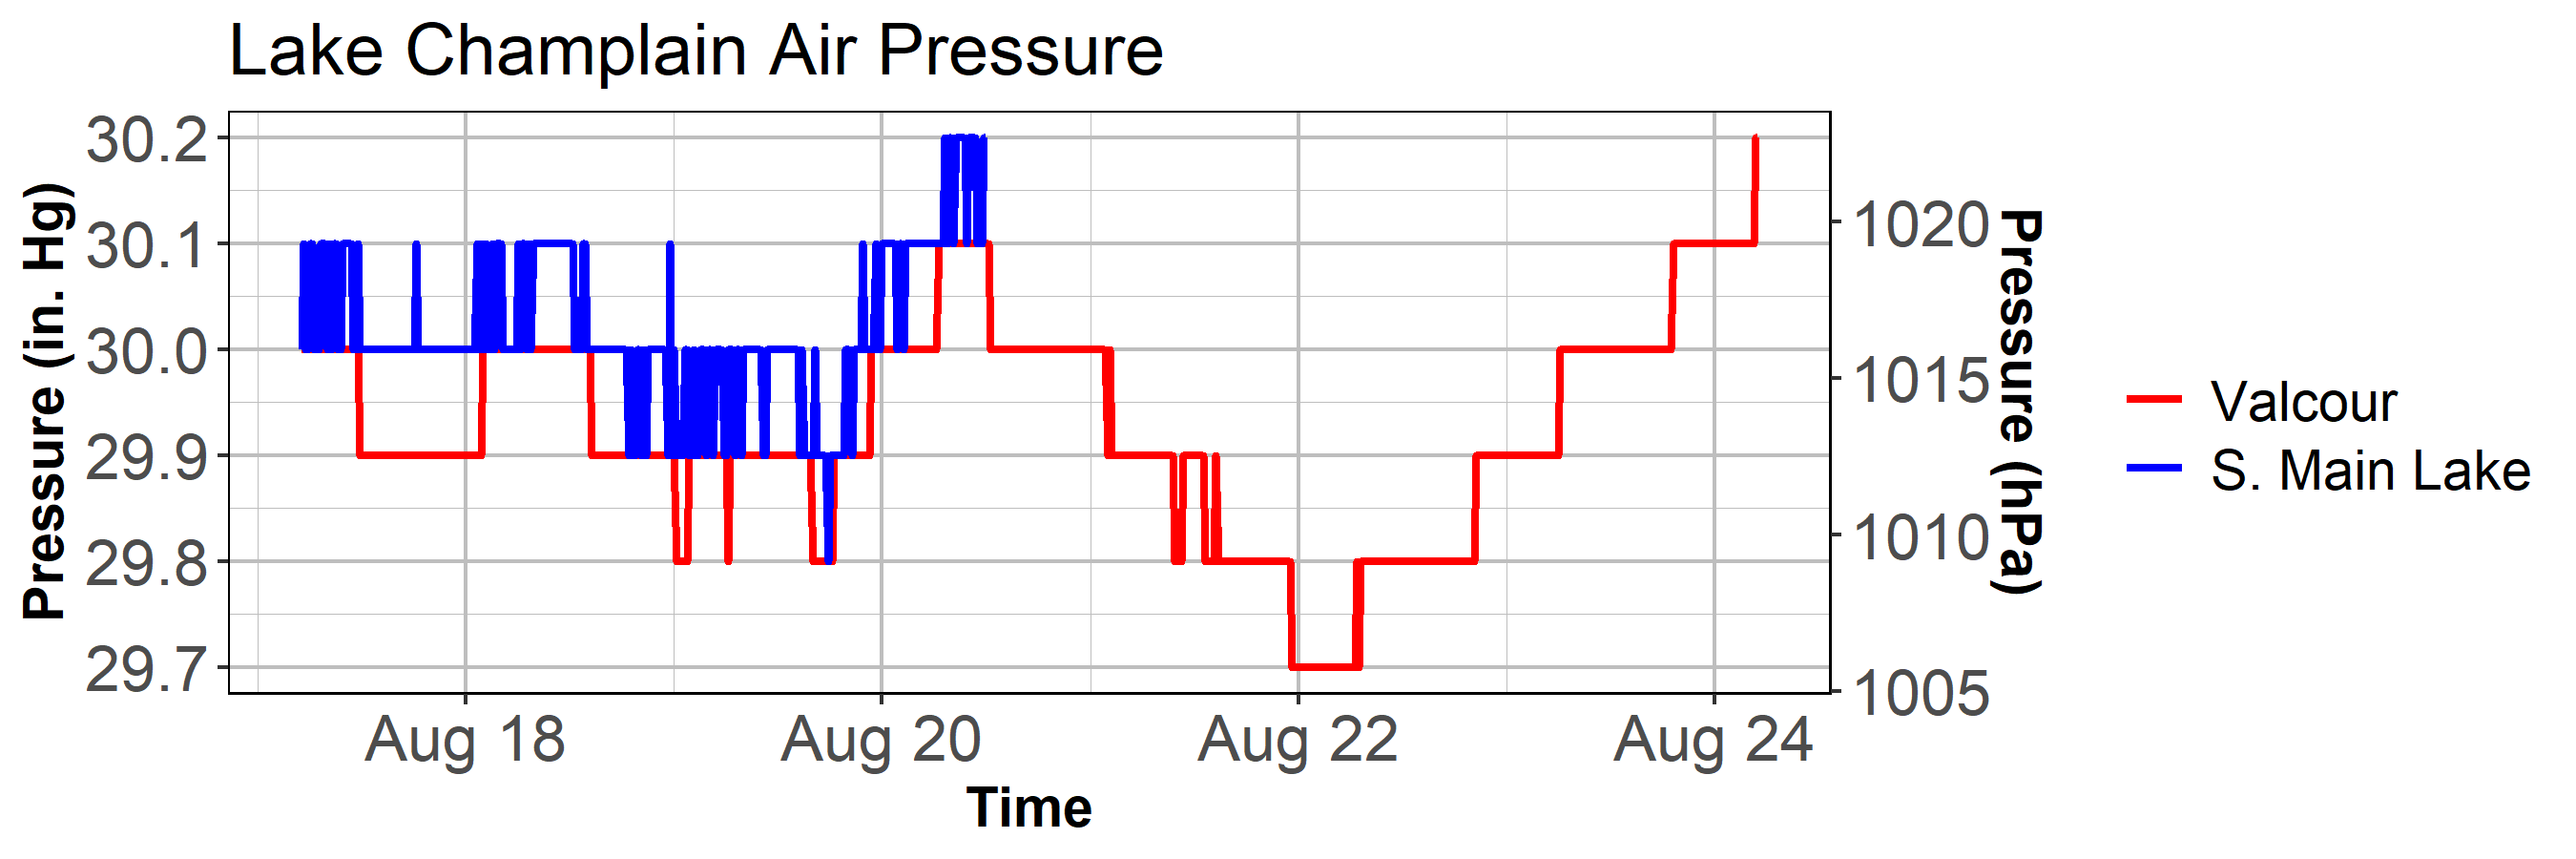 Lake Champlain Air Pressure
Pressure (in. Hg)
30.2
30.1
30.0
29.9
29.8
29.7
Aug 18
Aug 20
Aug 22
Aug 24
Time
1020
1015
1010
1005
Pressure (hPa)
Valcour
S. Main Lake